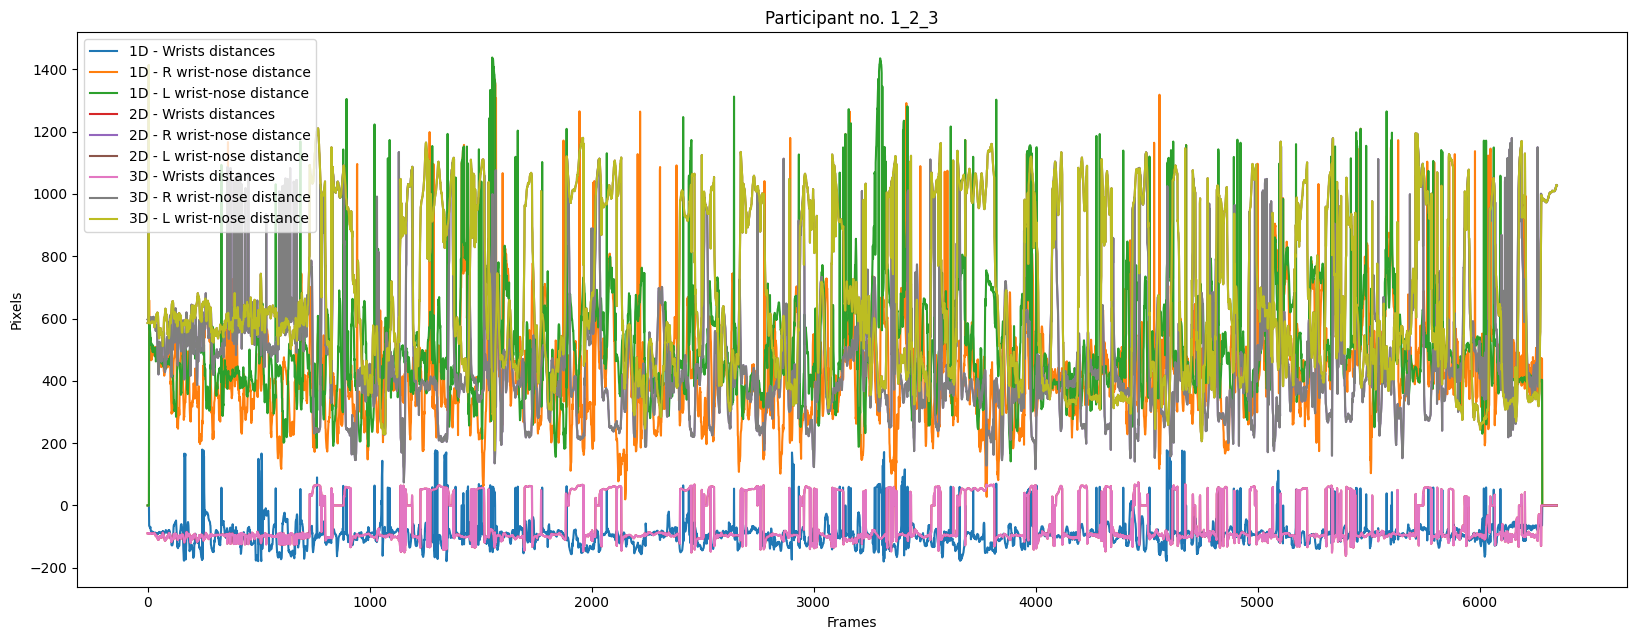 Participant no. 1_2_3
1D - Wrists distances
1D - R wrist-nose distance
1D - L wrist-nose distance
2D - Wrists distances
2D - R wrist-nose distance
2D - L wrist-nose distance
3D - Wrists distances
3D - R wrist-nose distance
3D - L wrist-nose distance
1400
1200
1000
800
600
400
200
0
−200
Pixels
0 1000 2000 3000 4000 5000 6000
Frames